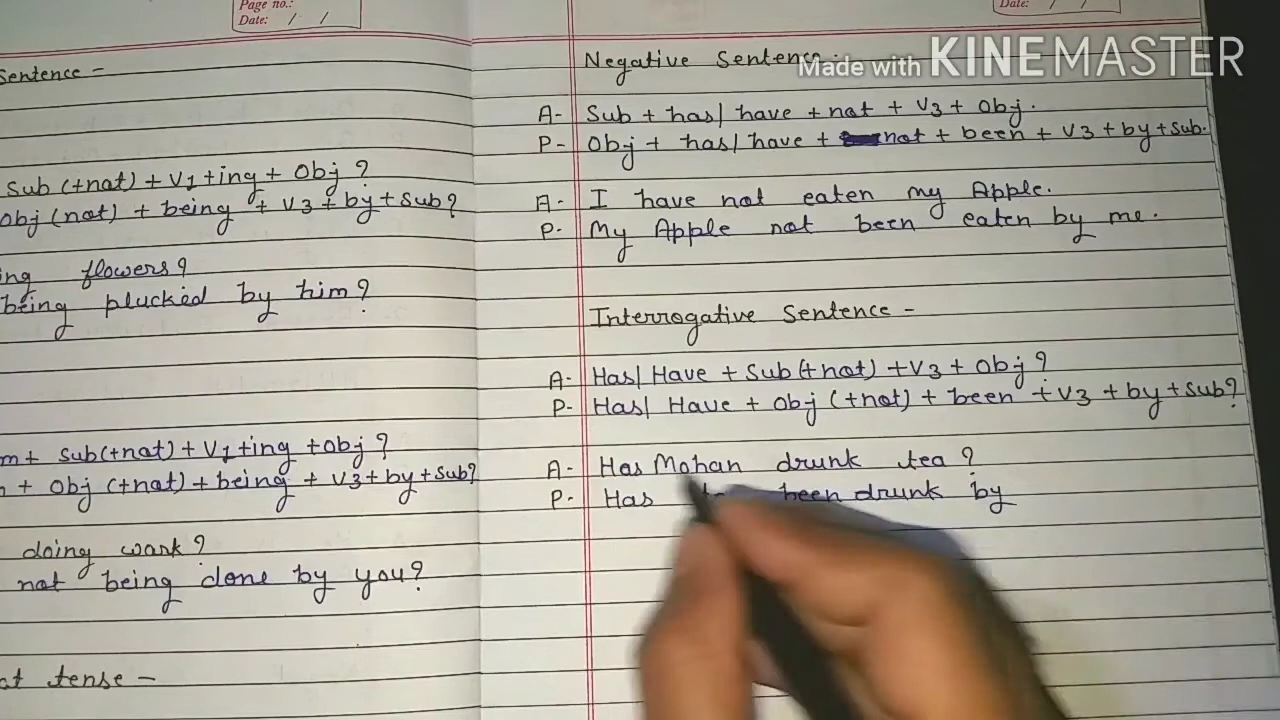 Page no.:
Date: / /
Sentence -
Sub (+not) + V1 +ing + Obj ?
Obj (not) + being + V3 + by + Sub ?
ing flowers ?
being plucked by him ?
m + Sub (+not) + V1 +ing +obj ?
+ Obj (+not) + being + V3 + by + Sub?
doing work ?
not being done by you ?
tense -
Date: / /
Made with KINEMASTER
Negative Sentence -
A- Sub + has/ have + not + V3 + Obj.
P- Obj + has/ have + not + been + V3 + by + Sub.
A- I have not eaten my Apple.
P- My Apple not been eaten by me.
Interrogative Sentence -
A- Has/ Have + Sub (+not) + V3 + Obj ?
P- Has/ Have + Obj (+not) + been + V3 + by + Sub?
A- Has Mohan drunk tea ?
P- Has been drunk by